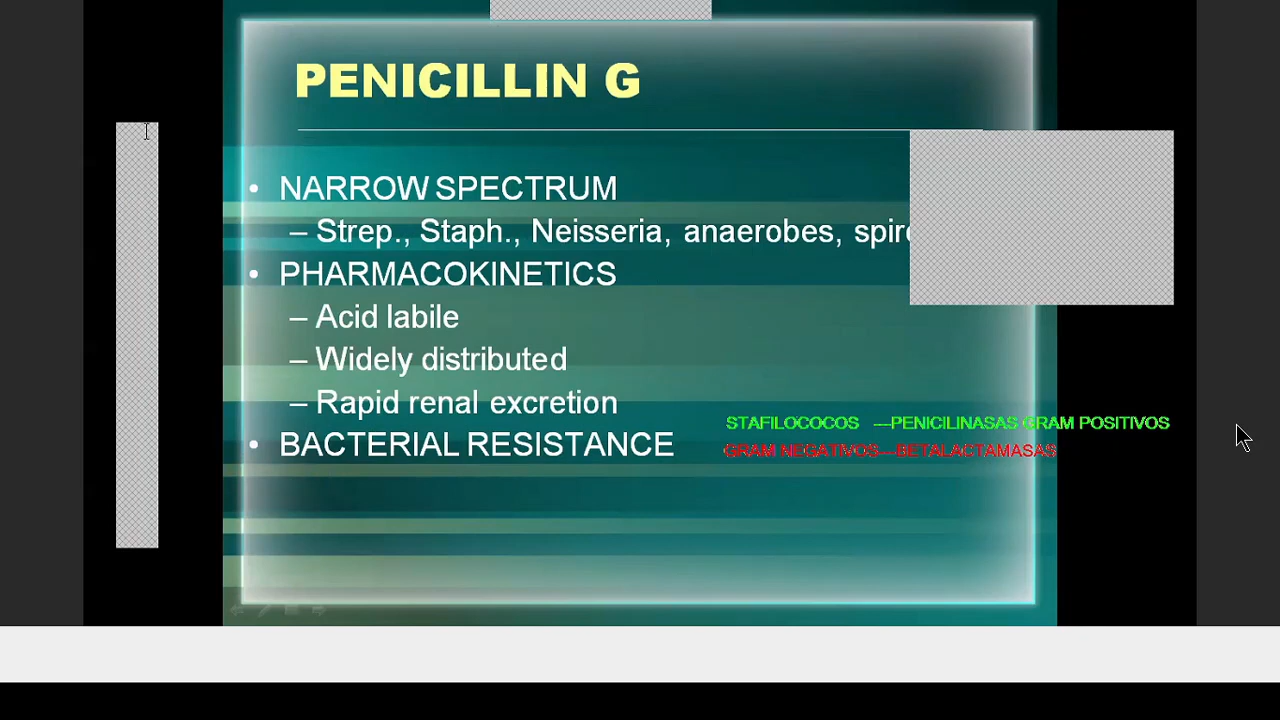 PENICILLIN G
• NARROW SPECTRUM
– Strep., Staph., Neisseria, anaerobes,
• PHARMACOKINETICS
– Acid labile
– Widely distributed
– Rapid renal excretion
• BACTERIAL RESISTANCE
STAFILOCOCOS ---PENICILINASAS GRAM POSITIVOS
GRAM NEGATIVOS---BETALACTAMASAS